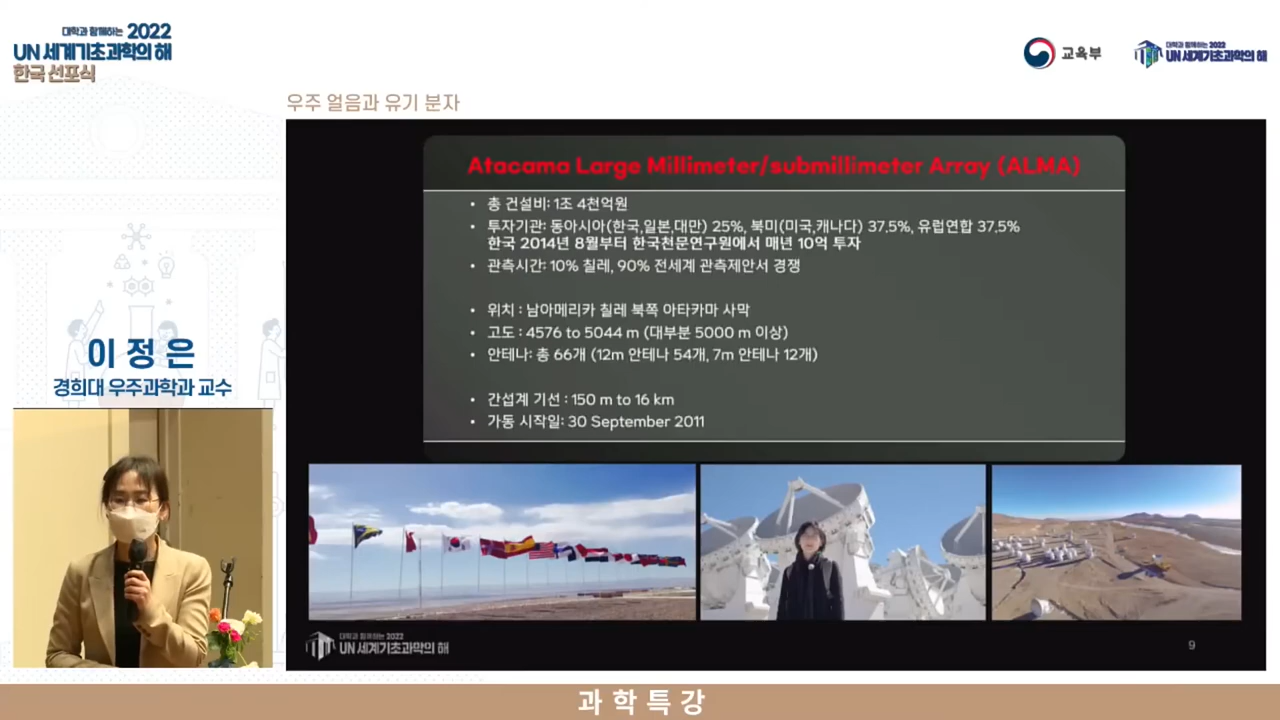 대학과 함께하는 2022
UN 세계기초과학의 해
한국 선포식
교육부
대학과 함께하는 2022
UN 세계기초과학의 해
우주 얼음과 유기 분자
Atacama Large Millimeter/submillimeter Array (ALMA)
• 총 건설비: 1조 4천억원
• 투자기관: 동아시아(한국,일본,대만) 25%, 북미(미국,캐나다) 37.5%, 유럽연합 37.5%
한국 2014년 8월부터 한국천문연구원에서 매년 10억 투자
• 관측시간: 10% 칠레, 90% 전세계 관측제안서 경쟁
• 위치 : 남아메리카 칠레 북쪽 아타카마 사막
• 고도 : 4576 to 5044 m (대부분 5000 m 이상)
• 안테나: 총 66개 (12m 안테나 54개, 7m 안테나 12개)
• 간섭계 기선 : 150 m to 16 km
• 가동 시작일: 30 September 2011
이정은
경희대 우주과학과 교수
대학과 함께하는 2022
UN 세계기초과학의 해
9
과학특강